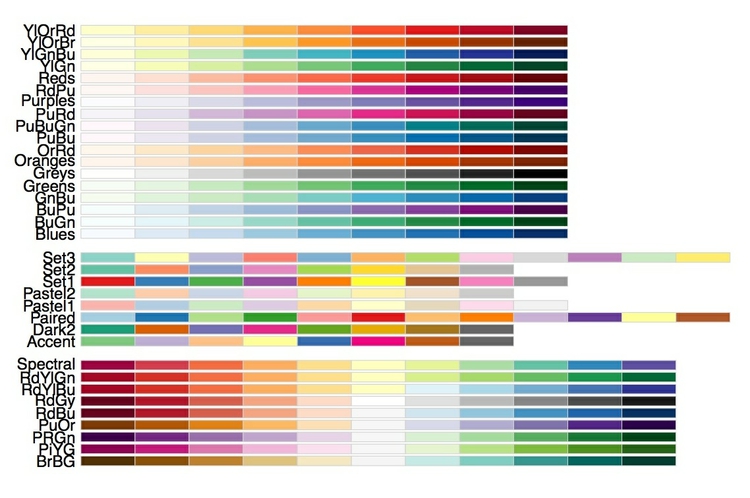 YlOrRd
YlOrBr
YlGnBu
YlGn
Reds
RdPu
Purples
PuRd
PuBuGn
PuBu
OrRd
Oranges
Greys
Greens
GnBu
BuPu
BuGn
Blues
Set3
Set2
Set1
Pastel2
Pastel1
Paired
Dark2
Accent
Spectral
RdYlGn
RdYlBu
RdGy
RdBu
PuOr
PRGn
PiYG
BrBG